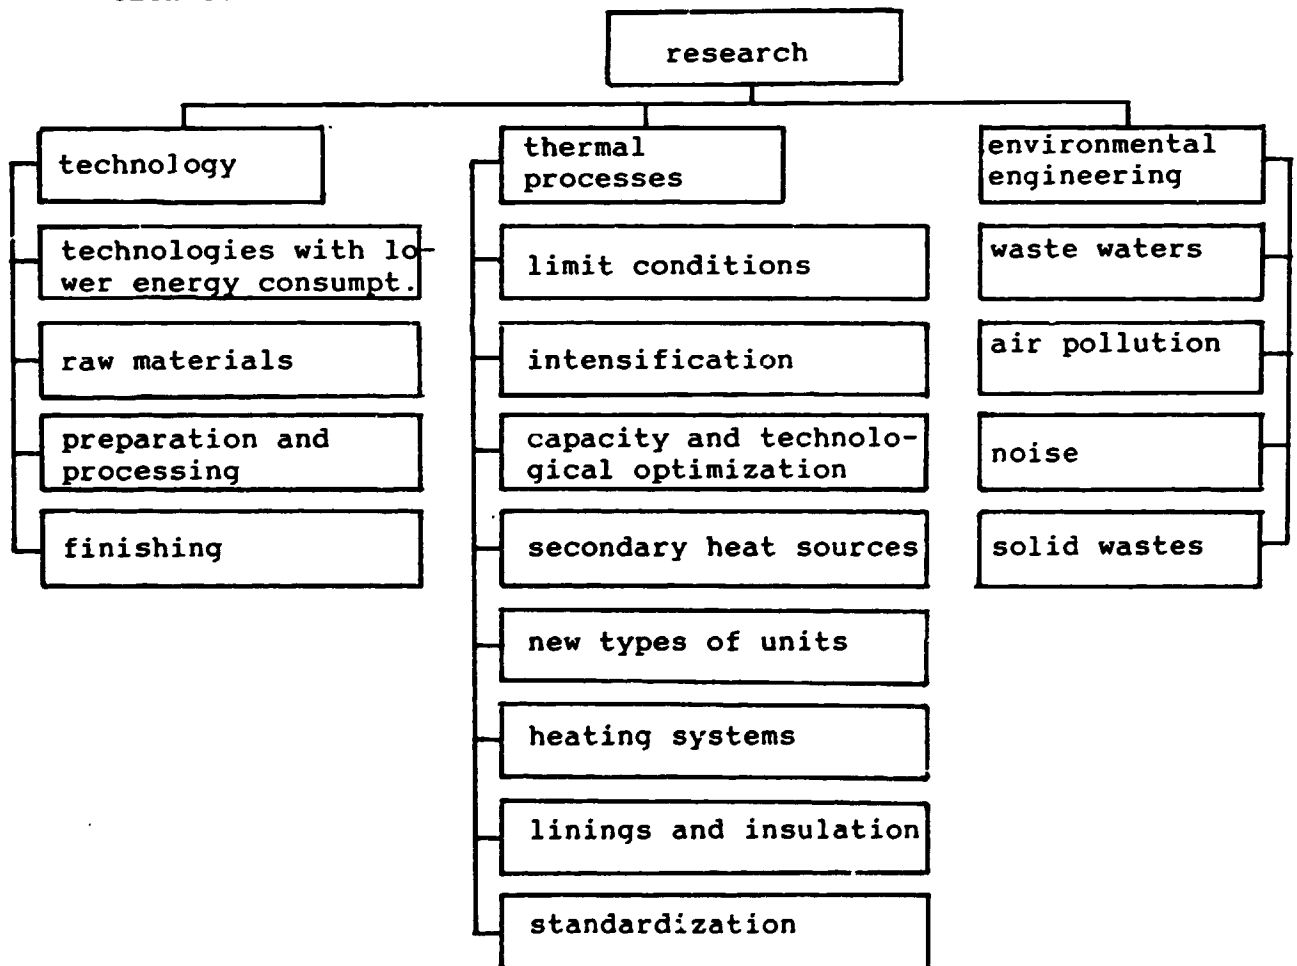 research
technology
technologies with lo-
wer energy consumpt.
raw materials
preparation and
processing
finishing
thermal
processes
limit conditions
intensification
capacity and technolo-
gical optimization
secondary heat sources
new types of units
heating systems
linings and insulation
standardization
environmental
engineering
waste waters
air pollution
noise
solid wastes